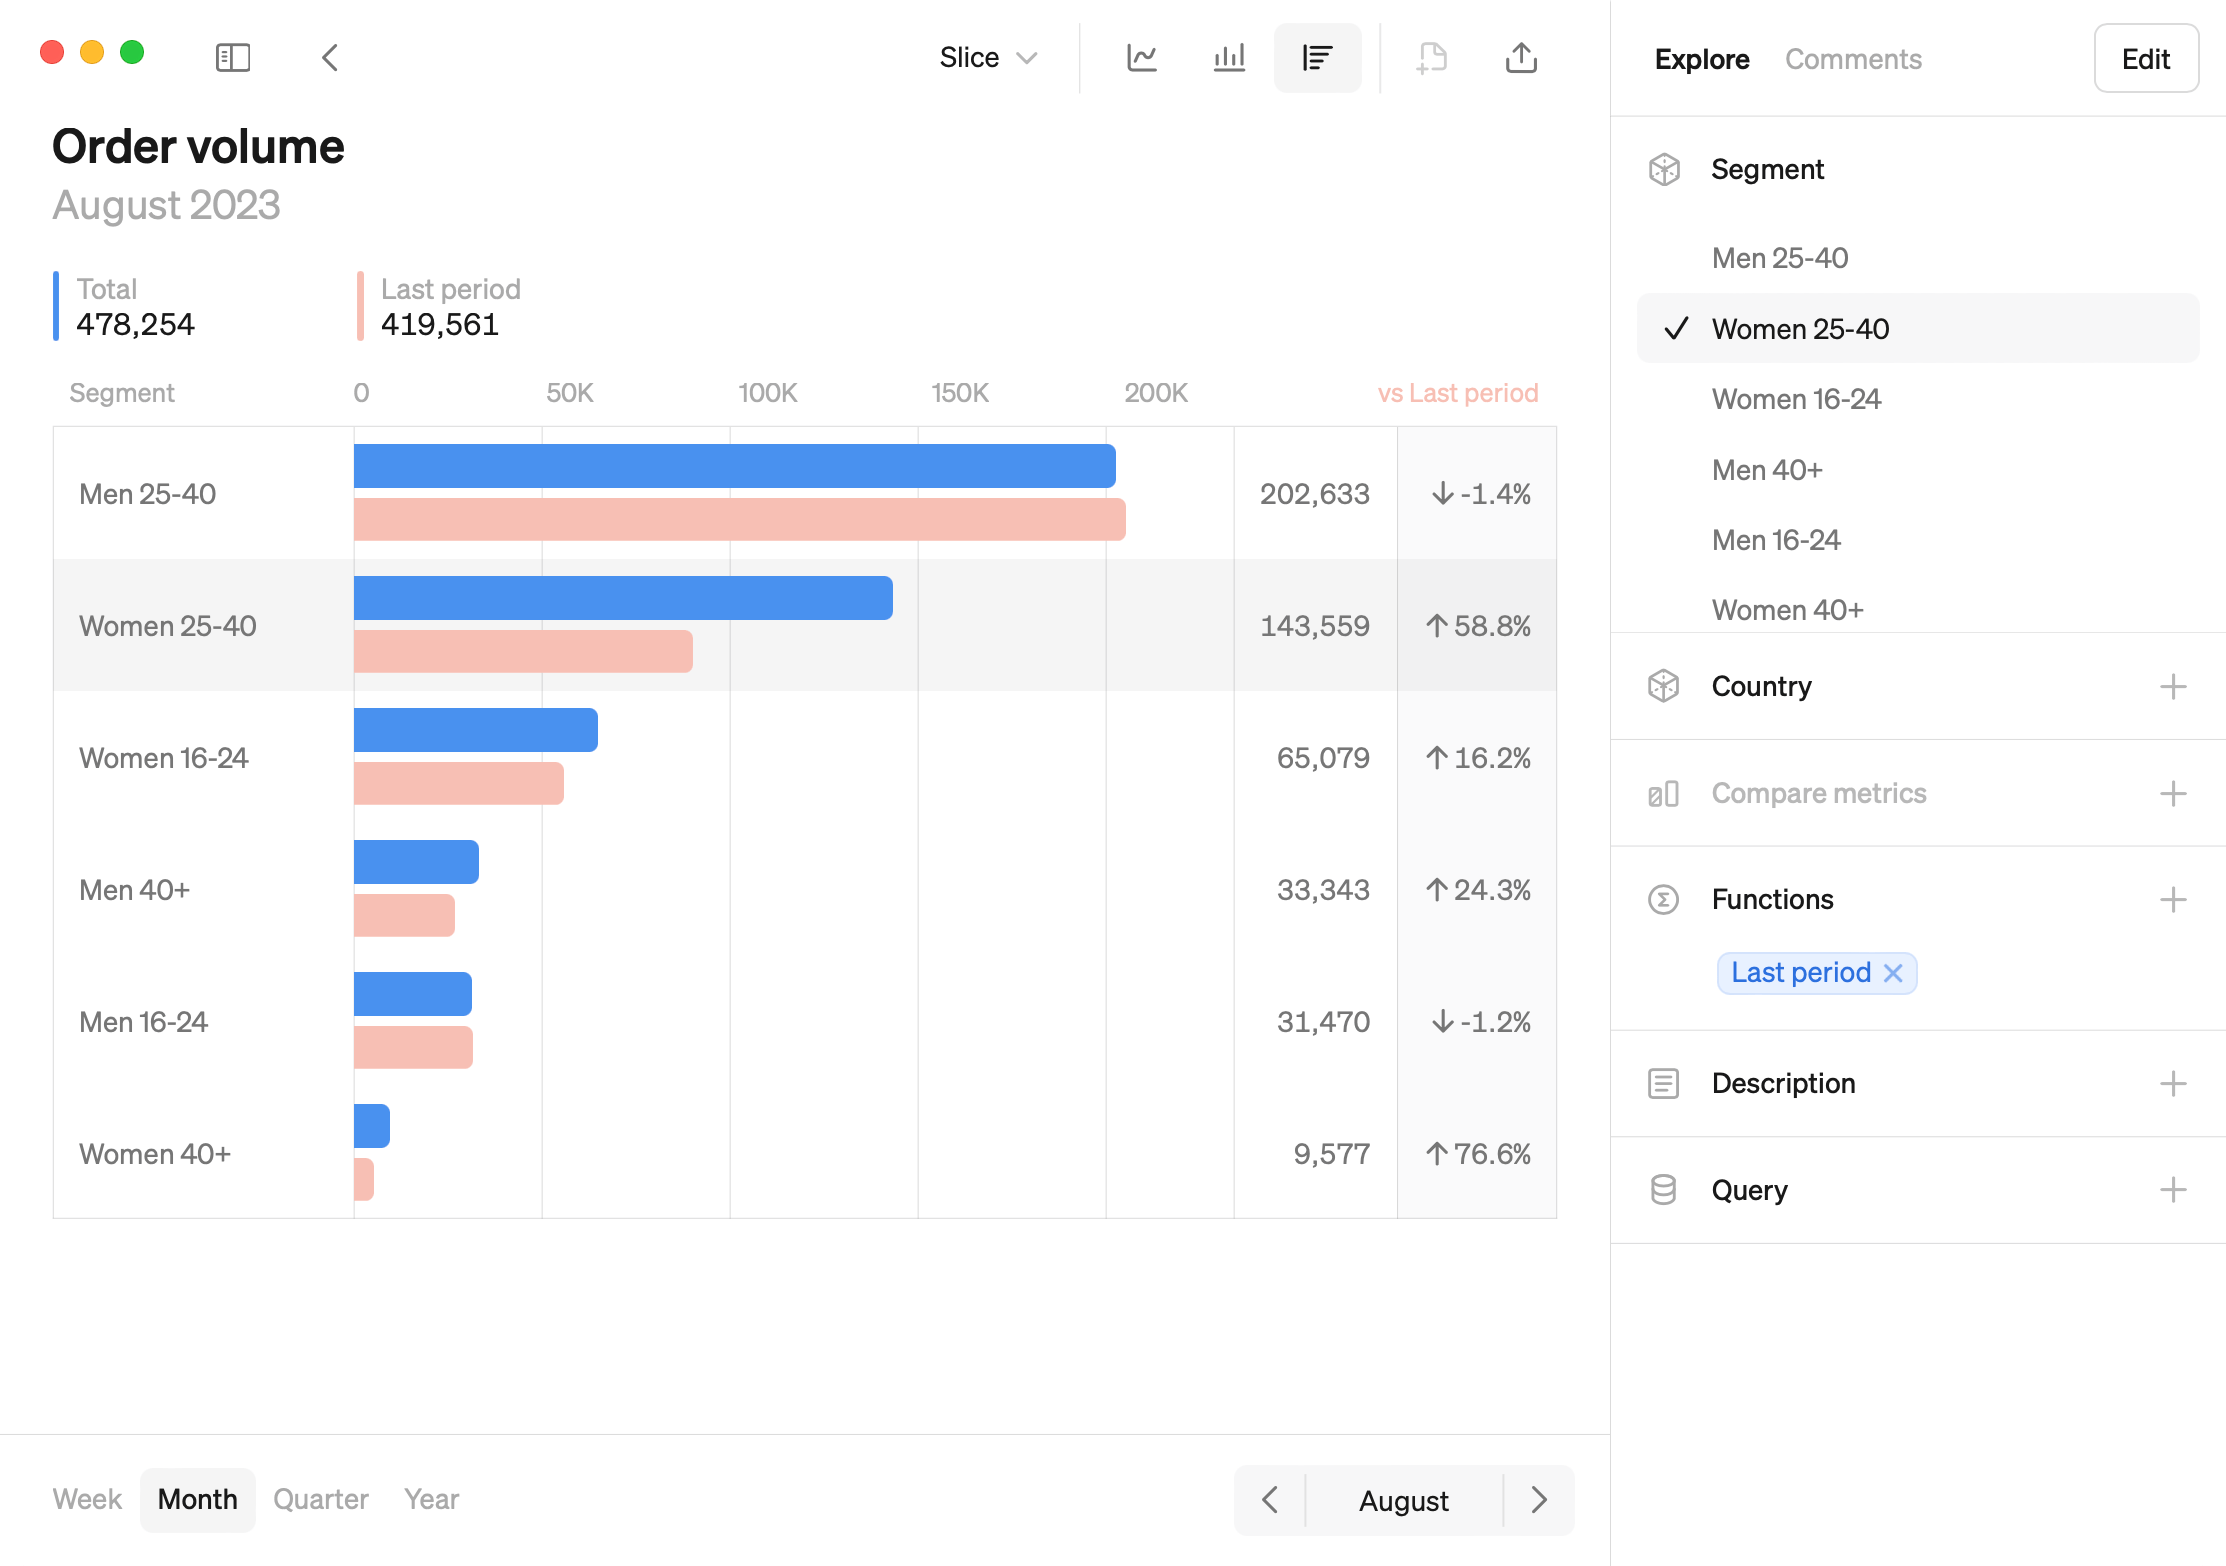 Slice
Explore
Comments
Edit
Order volume
August 2023
Total
478,254
Last period
419,561
Segment
0
50K
100K
150K
200K
vs Last period
Men 25-40
202,633
-1.4%
Women 25-40
143,559
58.8%
Women 16-24
65,079
16.2%
Men 40+
33,343
24.3%
Men 16-24
31,470
-1.2%
Women 40+
9,577
76.6%
Week
Month
Quarter
Year
August
Segment
Men 25-40
Women 25-40
Women 16-24
Men 40+
Men 16-24
Women 40+
Country
Compare metrics
Functions
Last period
Description
Query